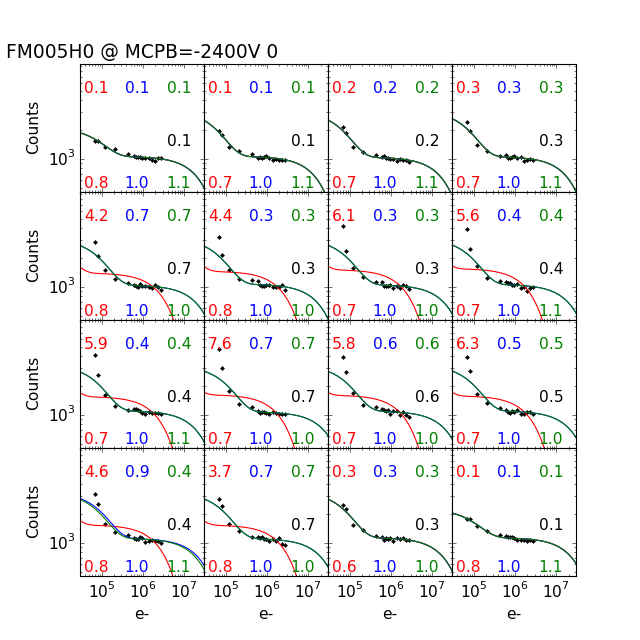 FM005H0 @ MCPB=-2400V 0
0.1 0.1 0.1 0.1 0.1 0.1 0.2 0.2 0.2 0.3 0.3 0.3
Counts
0.1 0.1 0.2 0.3
10³
0.8 1.0 1.1 0.7 1.0 1.1 0.7 1.0 1.1 0.7 1.0 1.1
4.2 0.7 0.7 4.4 0.3 0.3 6.1 0.3 0.3 5.6 0.4 0.4
Counts
0.7 0.3 0.3 0.4
10³
0.8 1.0 1.0 0.8 1.0 1.0 0.7 1.0 1.0 0.7 1.0 1.1
5.9 0.4 0.4 7.6 0.7 0.7 5.8 0.6 0.6 6.3 0.5 0.5
Counts
0.4 0.7 0.6 0.5
10³
0.7 1.0 1.1 0.7 1.0 1.0 0.7 1.0 1.0 0.7 1.0 1.0
4.6 0.9 0.4 3.7 0.7 0.7 0.3 0.3 0.3 0.1 0.1 0.1
Counts
0.4 0.7 0.3 0.1
10³
0.8 1.0 1.1 0.8 1.0 1.0 0.6 1.0 1.0 0.8 1.0 1.1
10⁵ 10⁶ 10⁷ 10⁵ 10⁶ 10⁷ 10⁵ 10⁶ 10⁷ 10⁵ 10⁶ 10⁷
e- e- e- e-